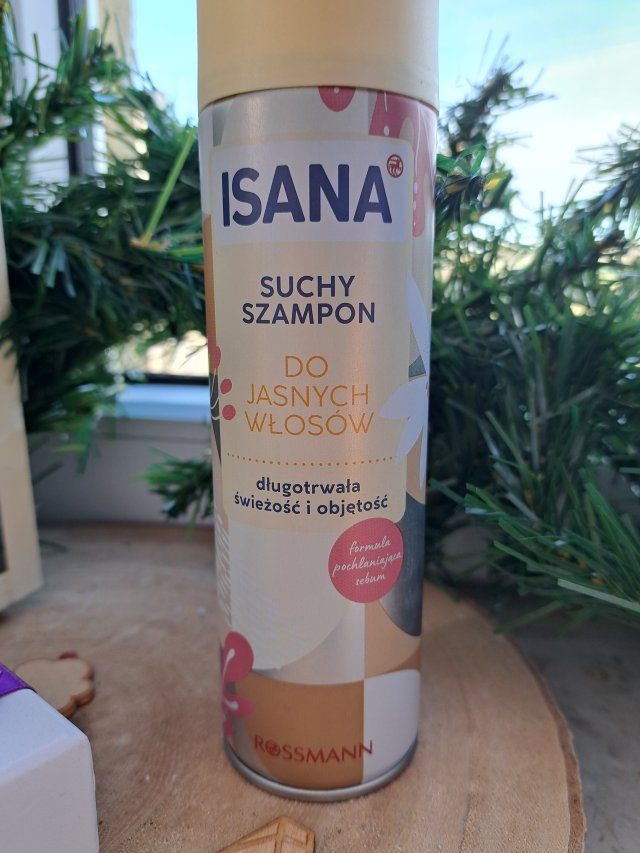 ISANA
SUCHY
SZAMPON
DO
JASNYCH
WŁOSÓW
długotrwała
świeżość i objętość
formuła
pochłaniająca
sebum
ROSSMANN